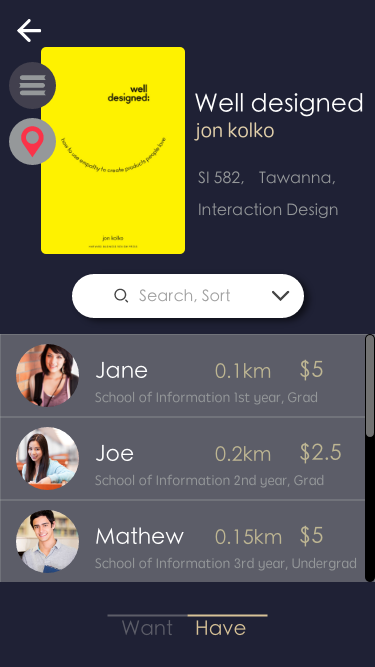 well
designed:
how to use empathy to create products people love
jon kolko
Well designed
jon kolko
SI 582, Tawanna,
Interaction Design
Search, Sort
Jane 0.1km $5
School of Information 1st year, Grad
Joe 0.2km $2.5
School of Information 2nd year, Grad
Mathew 0.15km $5
School of Information 3rd year, Undergrad
Want Have